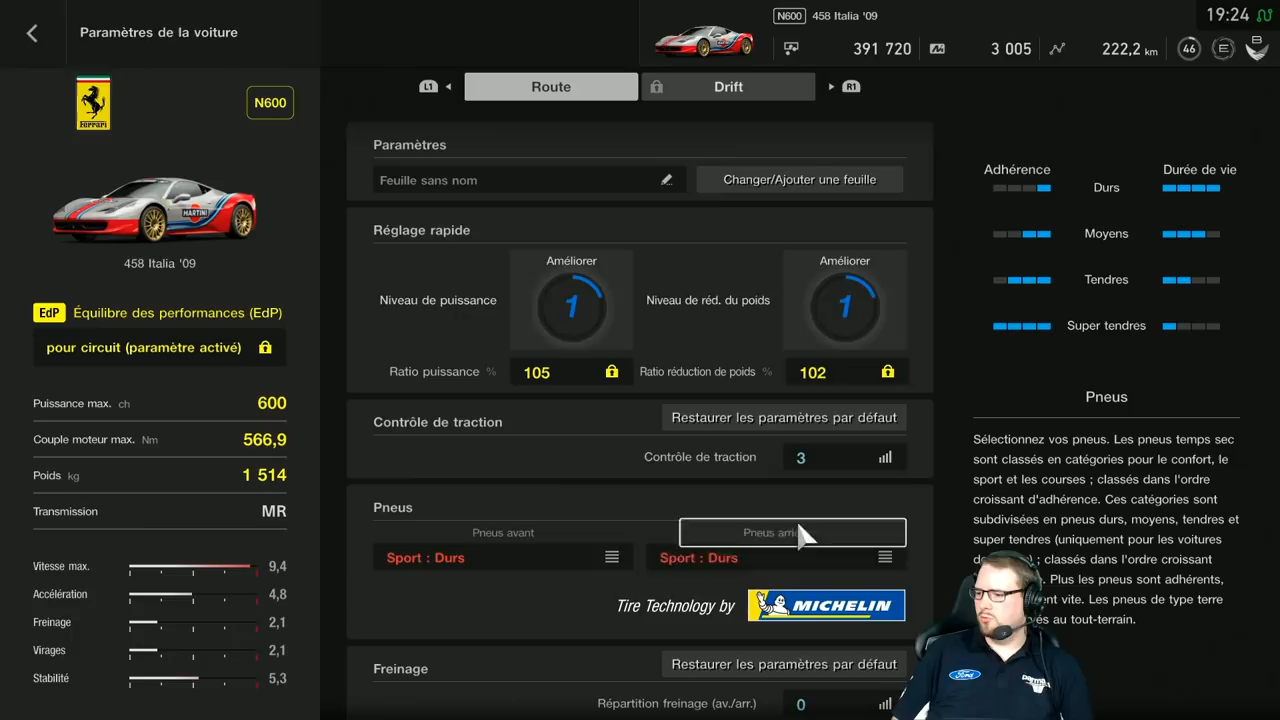 Paramètres de la voiture
N600
458 Italia '09
391 720
3 005
222,2 km
46
E
B
19:24
L1
Route
Drift
R1
Ferrari
N600
MARTINI
458 Italia '09
EdP Équilibre des performances (EdP)
pour circuit (paramètre activé)
Puissance max. ch 600
Couple moteur max. Nm 566,9
Poids kg 1 514
Transmission MR
Vitesse max. 9,4
Accélération 4,8
Freinage 2,1
Virages 2,1
Stabilité 5,3
Paramètres
Feuille sans nom
Changer/Ajouter une feuille
Réglage rapide
Améliorer
Améliorer
Niveau de puissance 1
Niveau de réd. du poids 1
Ratio puissance % 105
Ratio réduction de poids % 102
Contrôle de traction
Restaurer les paramètres par défaut
Contrôle de traction 3
Pneus
Pneus avant
Pneus
Sport : Durs
Sport : Durs
Tire Technology by MICHELIN
Freinage
Restaurer les paramètres par défaut
Répartition freinage (av./arr.) 0
Adhérence
Durée de vie
Durs
Moyens
Tendres
Super tendres
Pneus
Sélectionnez vos pneus. Les pneus temps sec
sont classés en catégories pour le confort, le
sport et les courses ; classés dans l'ordre
croissant d'adhérence. Ces catégories sont
subdivisées en pneus durs, moyens, tendres et
super tendres (uniquement pour les voitures
; classés dans l'ordre
Plus les pneus sont adhérents,
vite. Les pneus de type terre
au tout-terrain.
Ford